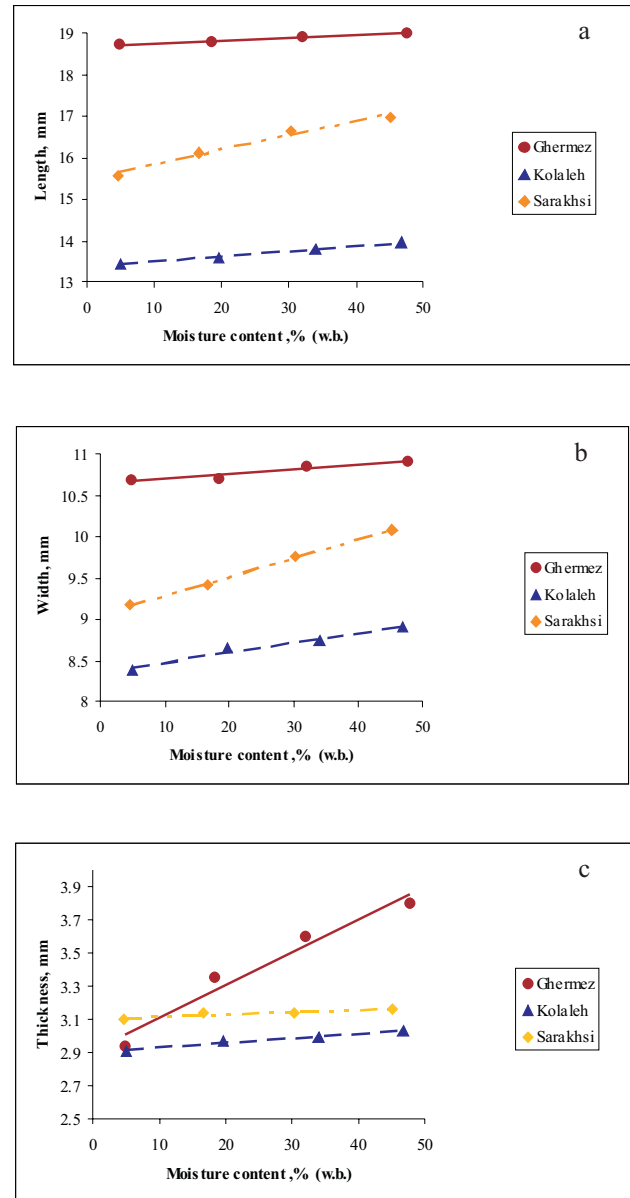 a
19
18
17
16
15
14
13
0 10 20 30 40 50
Length, mm
Moisture content ,% (w.b.)
Ghermez
Kolaleh
Sarakhsi
b
11
10.5
10
9.5
9
8.5
8
0 10 20 30 40 50
Width, mm
Moisture content ,% (w.b.)
Ghermez
Kolaleh
Sarakhsi
c
3.9
3.7
3.5
3.3
3.1
2.9
2.7
2.5
0 10 20 30 40 50
Thickness, mm
Moisture content ,% (w.b.)
Ghermez
Kolaleh
Sarakhsi